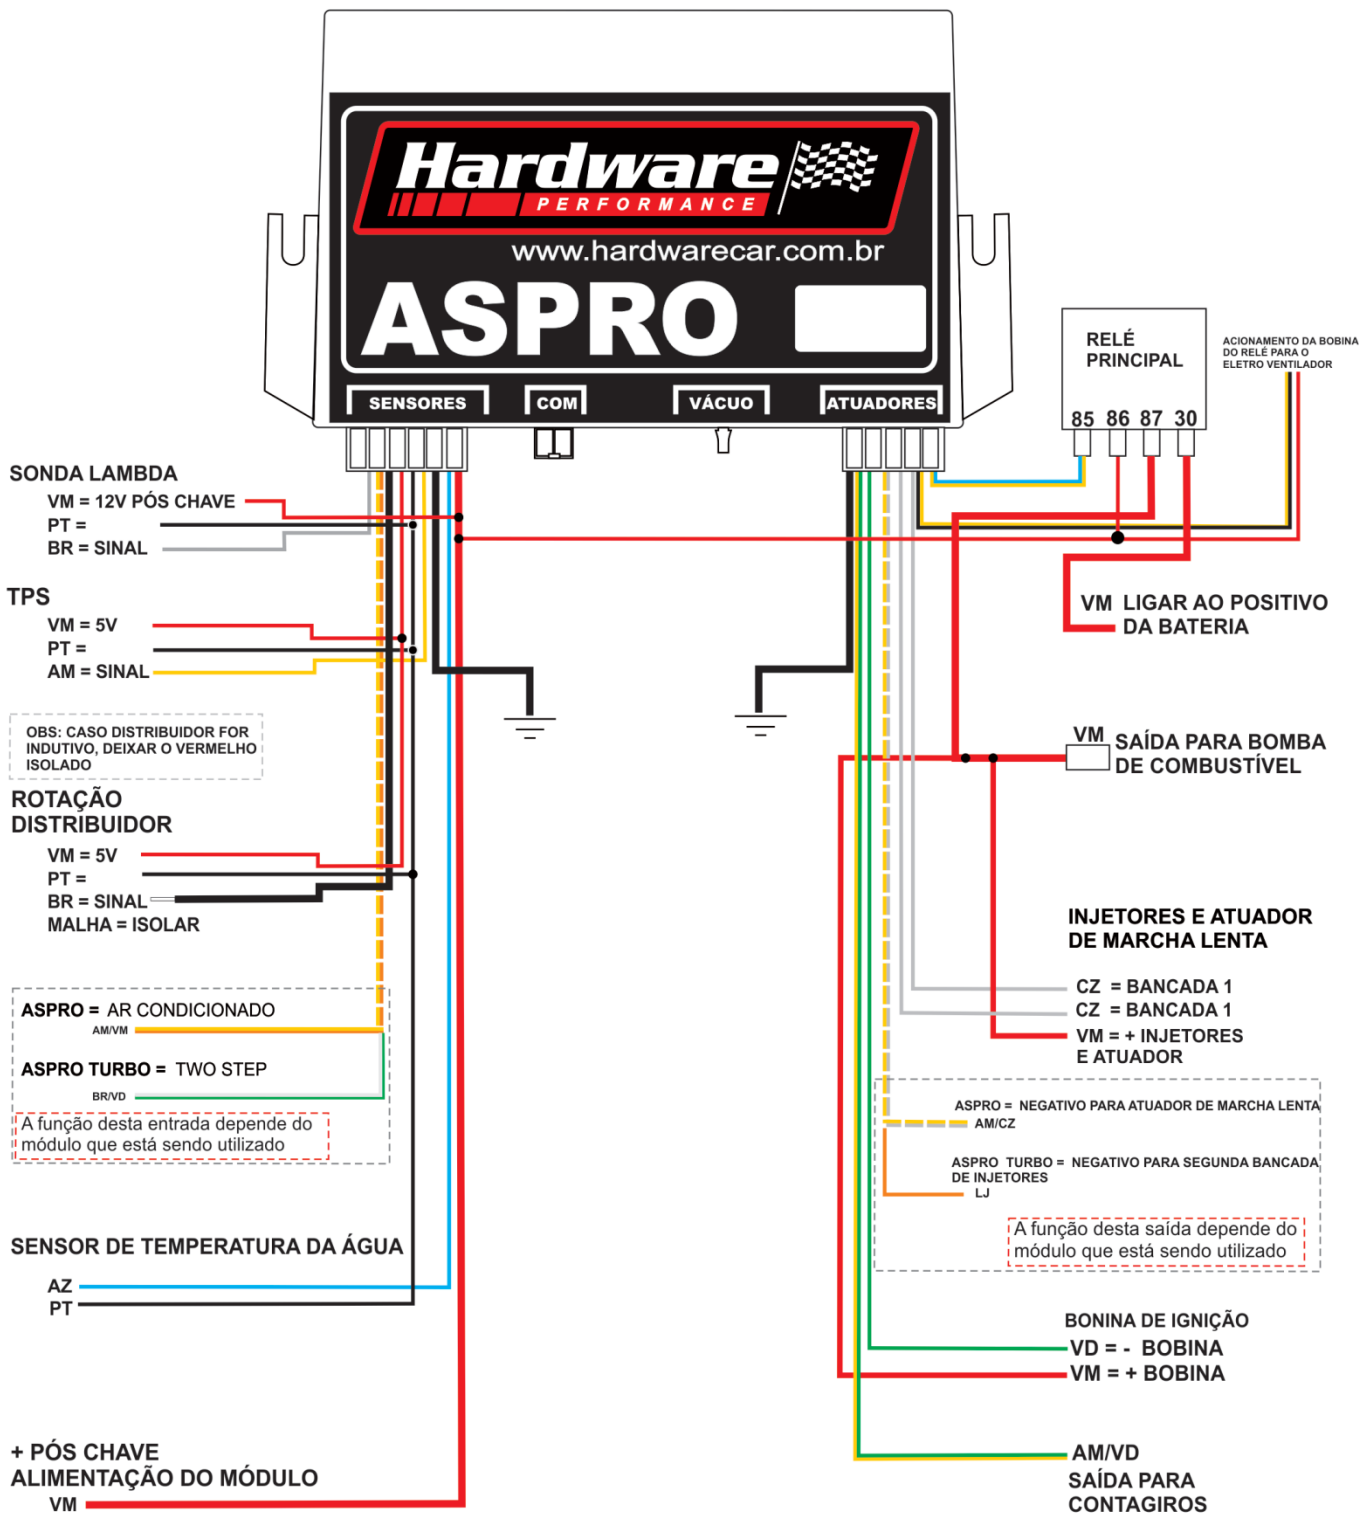 Hardware
PERFORMANCE
www.hardwarecar.com.br
ASPRO
SENSORES
COM
VÁCUO
ATUADORES
RELÉ
PRINCIPAL
85 86 87 30
ACIONAMENTO DA BOBINA
DO RELÉ PARA O
ELETRO VENTILADOR
SONDA LAMBDA
VM = 12V PÓS CHAVE
PT =
BR = SINAL
TPS
VM = 5V
PT =
AM = SINAL
OBS: CASO DISTRIBUIDOR FOR
INDUTIVO, DEIXAR O VERMELHO
ISOLADO
ROTAÇÃO
DISTRIBUIDOR
VM = 5V
PT =
BR = SINAL
MALHA = ISOLAR
ASPRO = AR CONDICIONADO
AM/VM
ASPRO TURBO = TWO STEP
BR/VD
A função desta entrada depende do
módulo que está sendo utilizado
SENSOR DE TEMPERATURA DA ÁGUA
AZ
PT
+ PÓS CHAVE
ALIMENTAÇÃO DO MÓDULO
VM
VM LIGAR AO POSITIVO
DA BATERIA
VM SAÍDA PARA BOMBA
DE COMBUSTÍVEL
INJETORES E ATUADOR
DE MARCHA LENTA
CZ = BANCADA 1
CZ = BANCADA 1
VM = + INJETORES
E ATUADOR
ASPRO = NEGATIVO PARA ATUADOR DE MARCHA LENTA
AM/CZ
ASPRO TURBO = NEGATIVO PARA SEGUNDA BANCADA
DE INJETORES
LJ
A função desta saída depende do
módulo que está sendo utilizado
BONINA DE IGNIÇÃO
VD = - BOBINA
VM = + BOBINA
AM/VD
SAÍDA PARA
CONTAGIROS